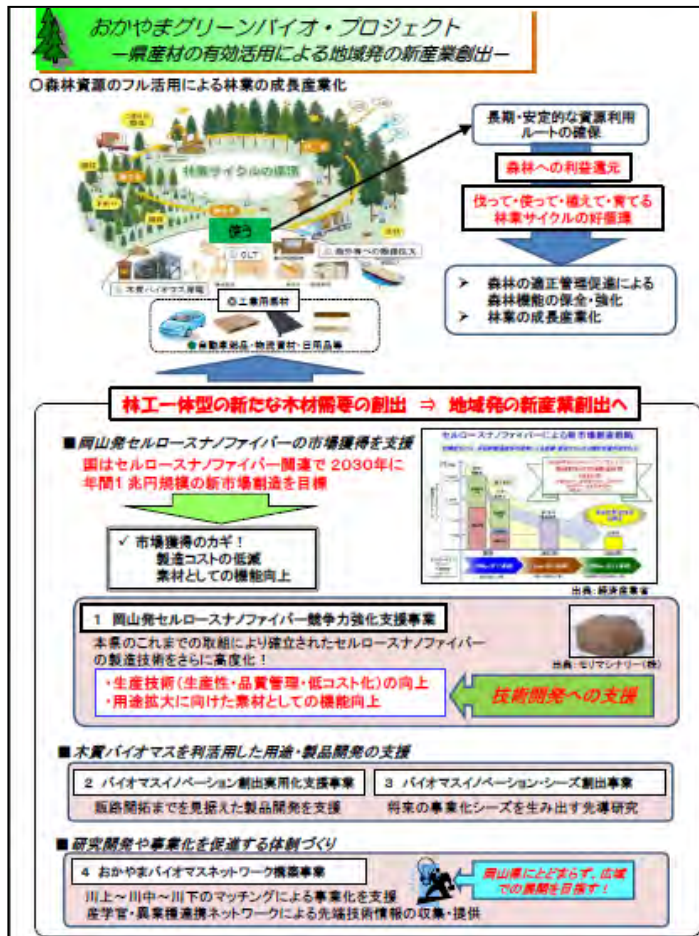 おかやまグリーンバイオ・プロジェクト
－県産材の有効活用による地域発の新産業創出－
○森林資源のフル活用による林業の成長産業化
林業サイクルの循環
使う
CLT
木質バイオマス発電
工業用素材
自動車部品・物流資材・日用品等
長期・安定的な資源利用
ルートの確保
森林への利益還元
伐って・使って・植えて・育てる
林業サイクルの好循環
➢ 森林の適正管理促進による
森林機能の保全・強化
➢ 林業の成長産業化
林工一体型の新たな木材需要の創出 ⇒ 地域発の新産業創出へ
■岡山発セルロースナノファイバーの市場獲得を支援
国はセルロースナノファイバー関連で2030年に
年間1兆円規模の新市場創造を目標
✓ 市場獲得のカギ！
製造コストの低減
素材としての機能向上
セルロースナノファイバーによる新市場創造戦略
出典：経済産業省
1 岡山発セルロースナノファイバー競争力強化支援事業
本県のこれまでの取組により確立されたセルロースナノファイバー
の製造技術をさらに高度化！
・生産技術（生産性・品質管理・低コスト化）の向上
・用途拡大に向けた素材としての機能向上
出典：モリマシナリー（株）
技術開発への支援
■木質バイオマスを利活用した用途・製品開発の支援
2 バイオマスイノベーション創出実用化支援事業
販路開拓までを見据えた製品開発を支援
3 バイオマスイノベーション・シーズ創出事業
将来の事業化シーズを生み出す先導研究
■研究開発や事業化を促進する体制づくり
4 おかやまバイオマスネットワーク構築事業
川上～川中～川下のマッチングによる事業化を支援
産学官・異業種連携ネットワークによる先端技術情報の収集・提供
岡山県にとどまらず、広域
での展開を目指す！